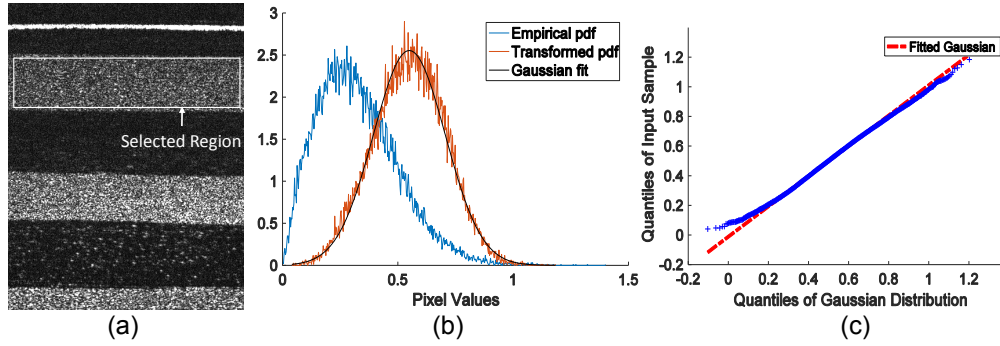 Selected Region
(a)
Empirical pdf
Transformed pdf
Gaussian fit
3
2.5
2
1.5
1
0.5
0
0
0.5
1
1.5
Pixel Values
(b)
Fitted Gaussian
Quantiles of Input Sample
1.2
1
0.8
0.6
0.4
0.2
0
-0.2
-0.2
0
0.2
0.4
0.6
0.8
1
1.2
Quantiles of Gaussian Distribution
(c)